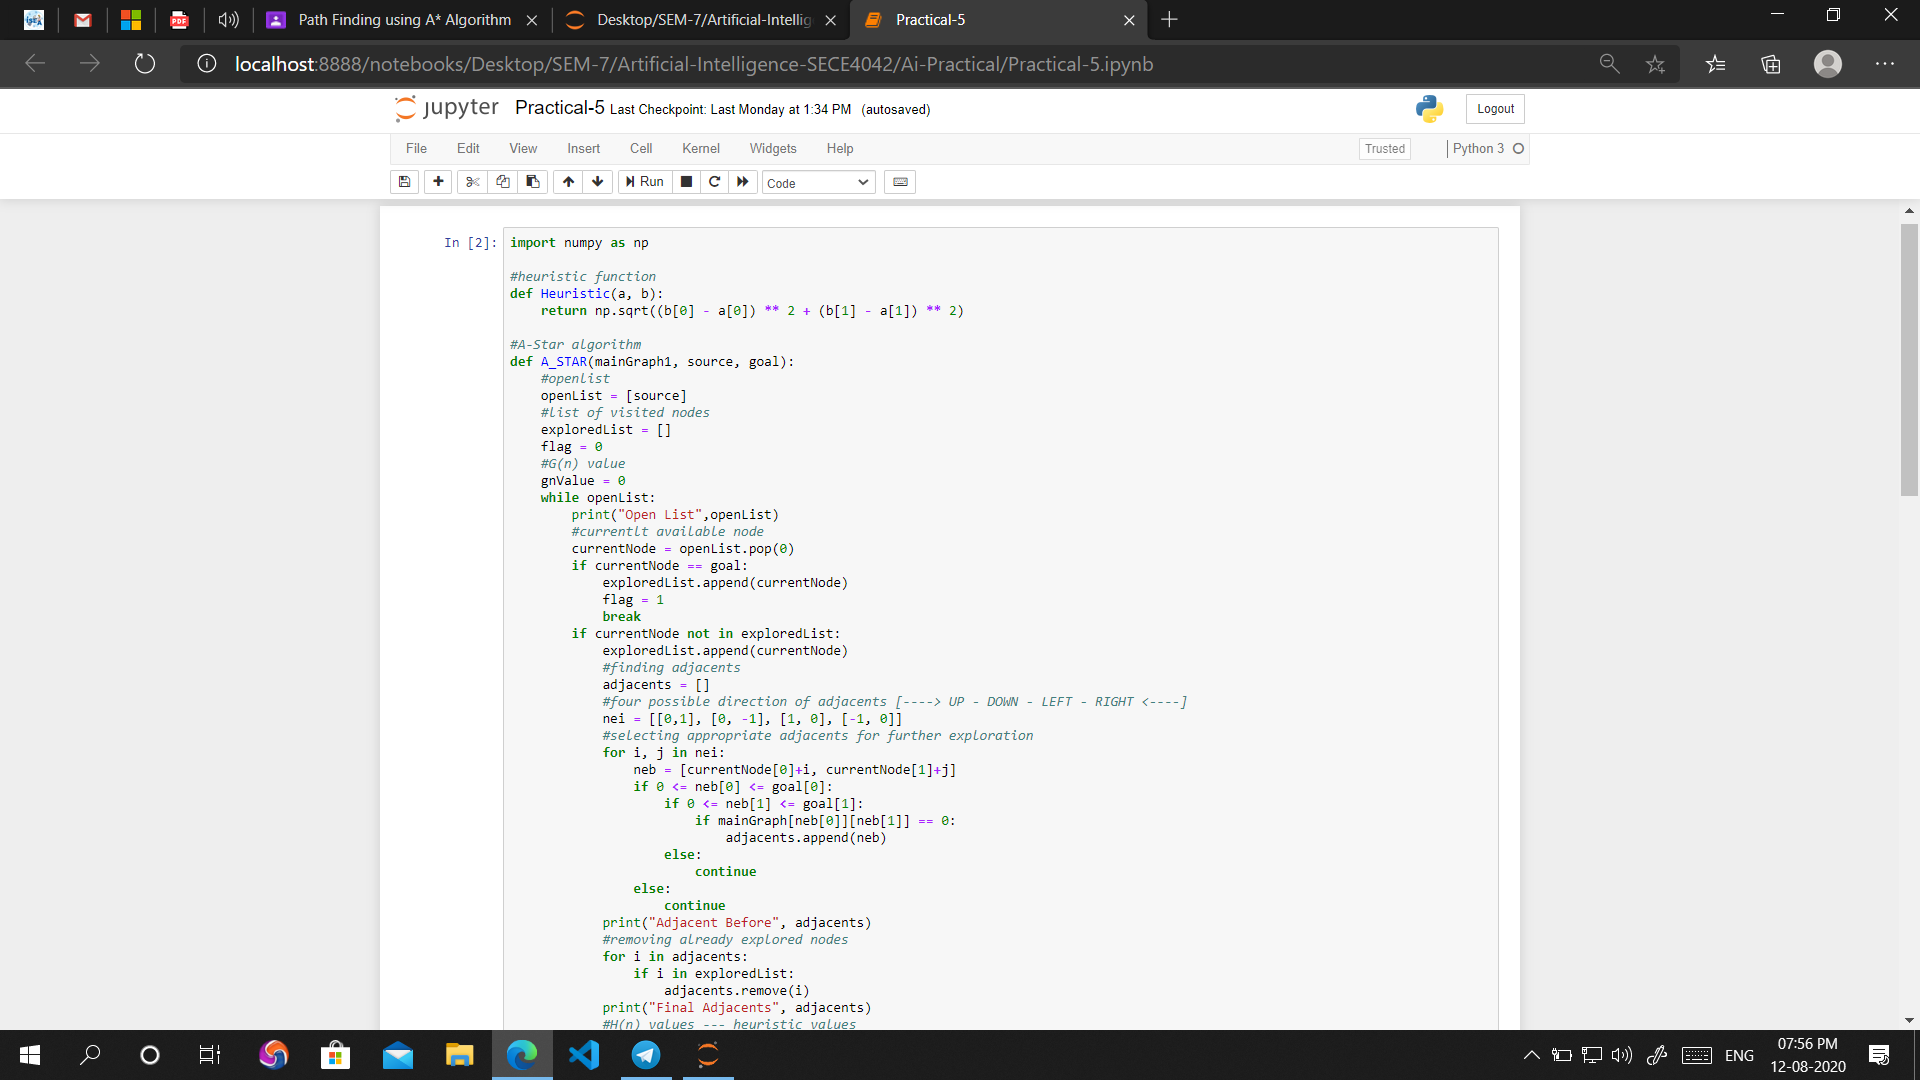 Path Finding using A* Algorithm
Desktop/SEM-7/Artificial-Intellig
Practical-5
localhost:8888/notebooks/Desktop/SEM-7/Artificial-Intelligence-SECE4042/Ai-Practical/Practical-5.ipynb
jupyter Practical-5 Last Checkpoint: Last Monday at 1:34 PM (autosaved)
Logout
File Edit View Insert Cell Kernel Widgets Help
Trusted
Python 3
Run
Code
In [2]:
import numpy as np
#heuristic function
def Heuristic(a, b):
    return np.sqrt((b[0] - a[0]) ** 2 + (b[1] - a[1]) ** 2)
#A-Star algorithm
def A_STAR(mainGraph1, source, goal):
    #openlist
    openList = [source]
    #list of visited nodes
    exploredList = []
    flag = 0
    #G(n) value
    gnValue = 0
    while openList:
        print("Open List",openList)
        #currentlt available node
        currentNode = openList.pop(0)
        if currentNode == goal:
            exploredList.append(currentNode)
            flag = 1
            break
        if currentNode not in exploredList:
            exploredList.append(currentNode)
            #finding adjacents
            adjacents = []
            #four possible direction of adjacents [----> UP - DOWN - LEFT - RIGHT <----]
            nei = [[0,1], [0, -1], [1, 0], [-1, 0]]
            #selecting appropriate adjacents for further exploration
            for i, j in nei:
                neb = [currentNode[0]+i, currentNode[1]+j]
                if 0 <= neb[0] <= goal[0]:
                    if 0 <= neb[1] <= goal[1]:
                        if mainGraph[neb[0]][neb[1]] == 0:
                            adjacents.append(neb)
                    else:
                        continue
                else:
                    continue
            print("Adjacent Before", adjacents)
            #removing already explored nodes
            for i in adjacents:
                if i in exploredList:
                    adjacents.remove(i)
            print("Final Adjacents", adjacents)
            #H(n) values --- heuristic values
ENG
07:56 PM
12-08-2020